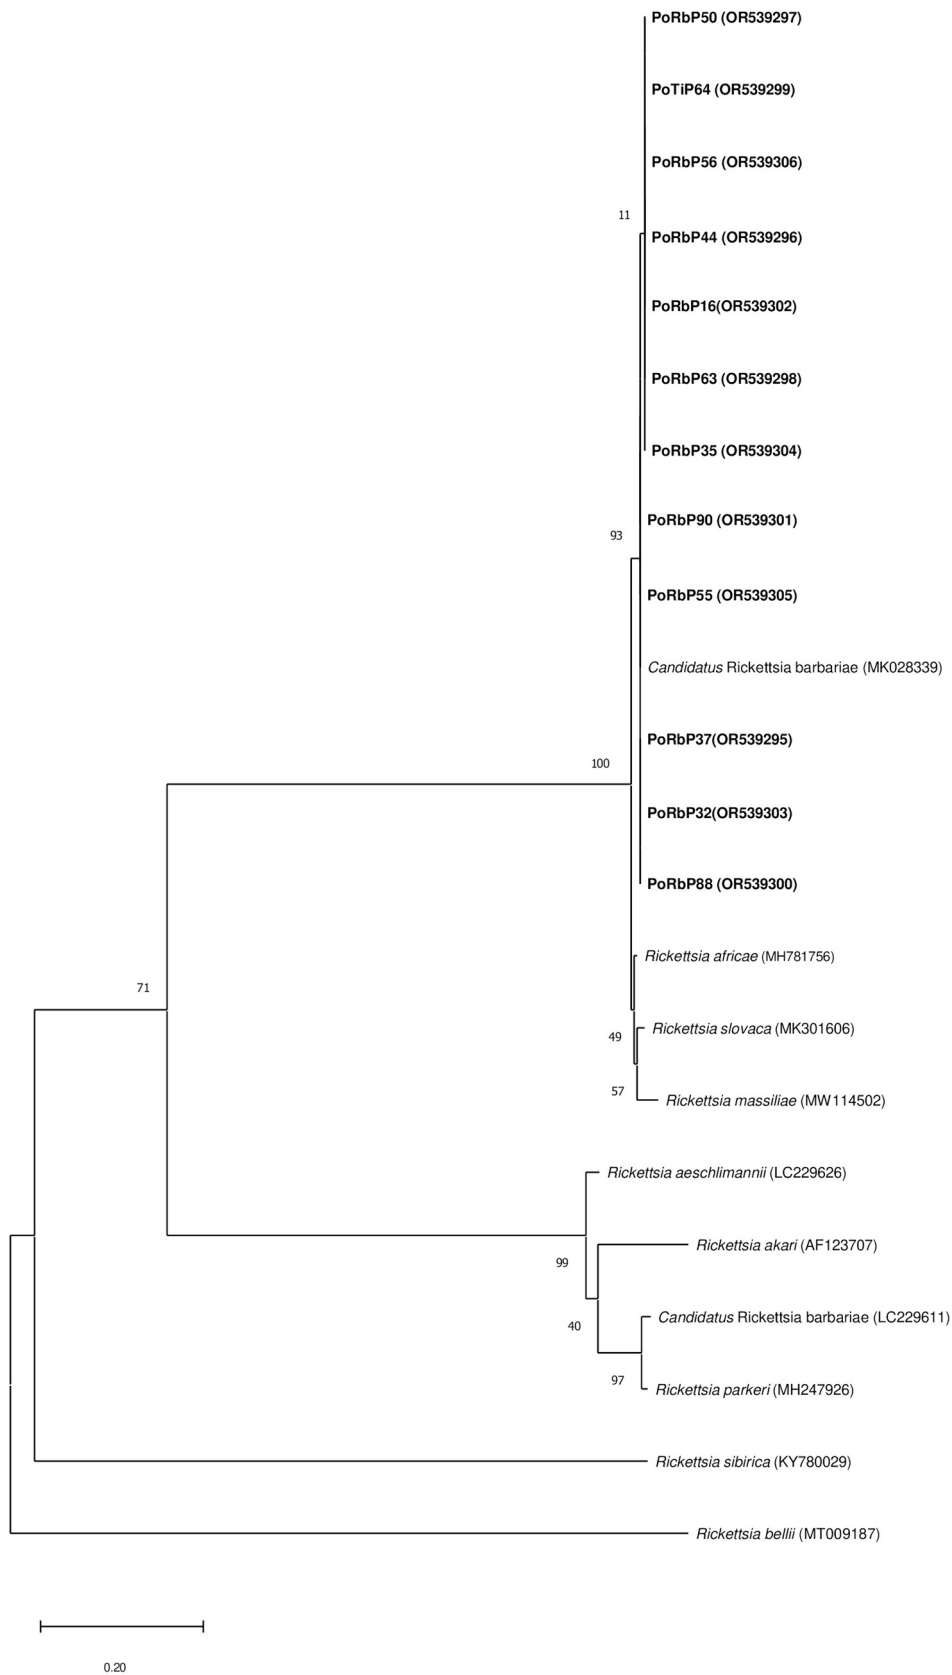 PoRbP50 (OR539297)
PoTiP64 (OR539299)
PoRbP56 (OR539306)
11
PoRbP44 (OR539296)
PoRbP16(OR539302)
PoRbP63 (OR539298)
PoRbP35 (OR539304)
PoRbP90 (OR539301)
93
PoRbP55 (OR539305)
Candidatus Rickettsia barbariae (MK028339)
PoRbP37(OR539295)
100
PoRbP32(OR539303)
PoRbP88 (OR539300)
Rickettsia africae (MH781756)
71
Rickettsia slovaca (MK301606)
49
57
Rickettsia massiliae (MW114502)
Rickettsia aeschlimannii (LC229626)
Rickettsia akari (AF123707)
99
Candidatus Rickettsia barbariae (LC229611)
40
97
Rickettsia parkeri (MH247926)
Rickettsia sibirica (KY780029)
Rickettsia bellii (MT009187)
0.20